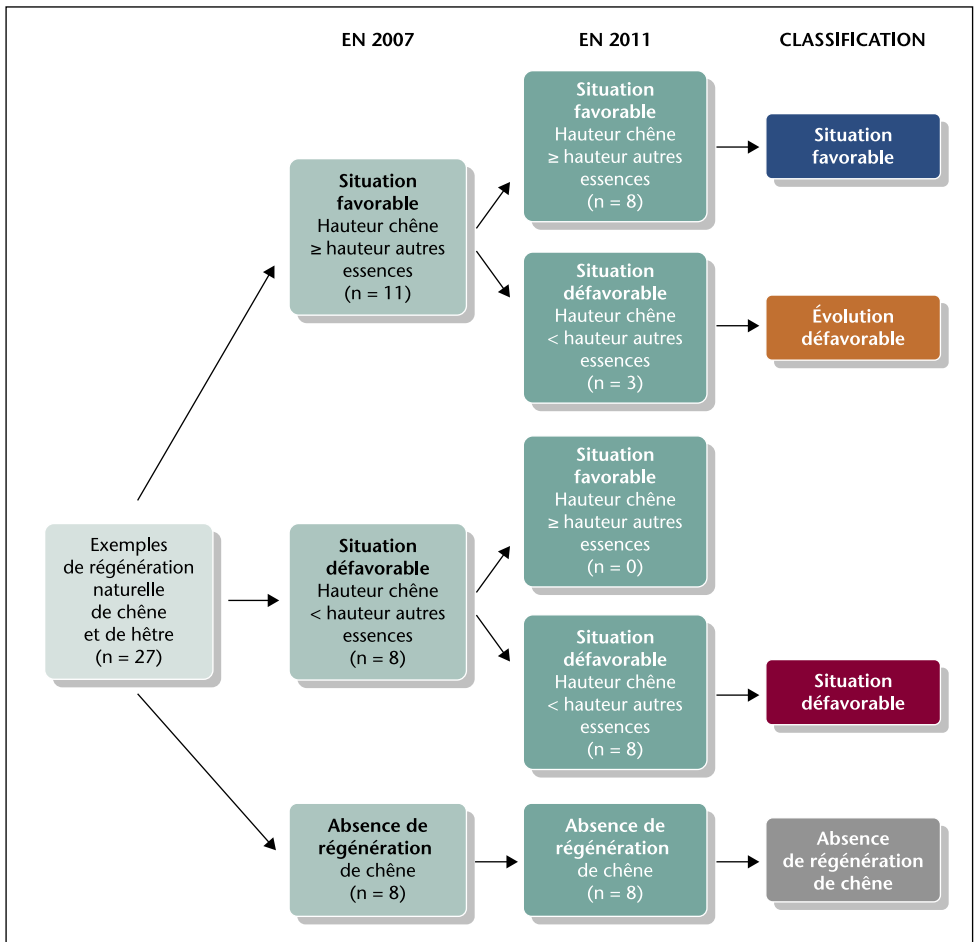 EN 2007
EN 2011
CLASSIFICATION
Exemples
de régénération
naturelle
de chêne
et de hêtre
(n = 27)
Situation
favorable
Hauteur chêne
≥ hauteur autres
essences
(n = 11)
Situation
favorable
Hauteur chêne
≥ hauteur autres
essences
(n = 8)
Situation
favorable
Situation
défavorable
Hauteur chêne
< hauteur autres
essences
(n = 3)
Évolution
défavorable
Situation
défavorable
Hauteur chêne
< hauteur autres
essences
(n = 8)
Situation
favorable
Hauteur chêne
≥ hauteur autres
essences
(n = 0)
Situation
défavorable
Hauteur chêne
< hauteur autres
essences
(n = 8)
Situation
défavorable
Absence de
régénération
de chêne
(n = 8)
Absence de
régénération
de chêne
(n = 8)
Absence
de régénération
de chêne